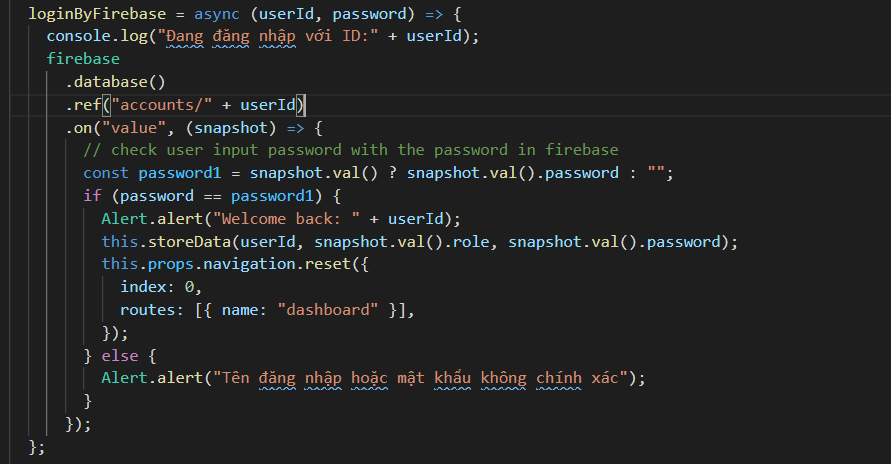 loginByFirebase = async (userId, password) => {
console.log("Đang đăng nhập với ID:" + userId);
firebase
.database()
.ref("accounts/" + userId)
.on("value", (snapshot) => {
// check user input password with the password in firebase
const password1 = snapshot.val() ? snapshot.val().password : "";
if (password == password1) {
Alert.alert("Welcome back: " + userId);
this.storeData(userId, snapshot.val().role, snapshot.val().password);
this.props.navigation.reset({
index: 0,
routes: [{ name: "dashboard" }],
});
} else {
Alert.alert("Tên đăng nhập hoặc mật khẩu không chính xác");
}
});
};